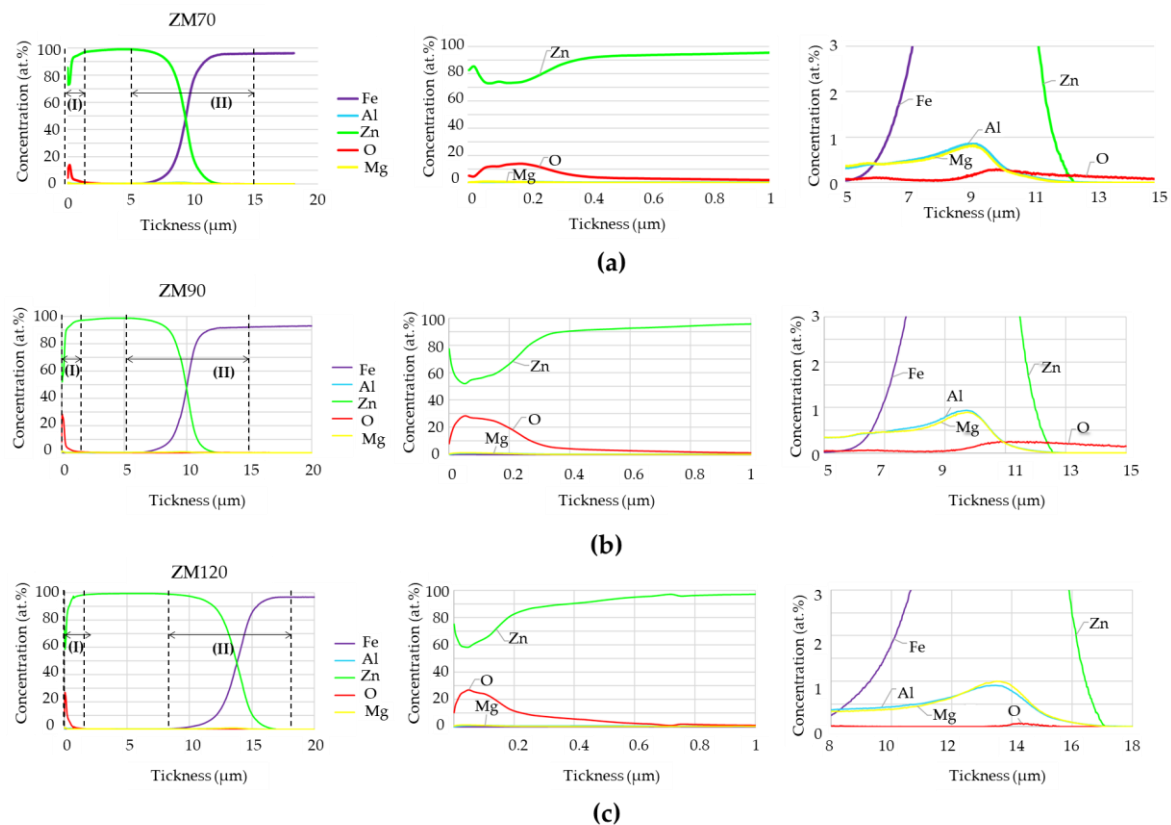 ZM70
Concentration (at.%)
100
80
60
40
20
0
(I)
(II)
0
5
10
15
20
Tickness (μm)
Fe
Al
Zn
O
Mg
Concentration (at.%)
100
80
60
40
20
0
Zn
O
Mg
0
0.2
0.4
0.6
0.8
1
Tickness (μm)
Concentration (at.%)
3
2
1
0
Fe
Al
Mg
Zn
O
5
7
9
11
13
15
Tickness (μm)
(a)
ZM90
Concentration (at.%)
100
80
60
40
20
0
(I)
(II)
0
5
10
15
20
Tickness (μm)
Fe
Al
Zn
O
Mg
Concentration (at.%)
100
80
60
40
20
0
Zn
O
Mg
0
0.2
0.4
0.6
0.8
1
Tickness (μm)
Concentration (at.%)
3
2
1
0
Fe
Al
Mg
Zn
O
5
7
9
11
13
15
Tickness (μm)
(b)
ZM120
Concentration (at.%)
100
80
60
40
20
0
(I)
(II)
0
5
10
15
20
Tickness (μm)
Fe
Al
Zn
O
Mg
Concentration (at.%)
100
80
60
40
20
0
Zn
O
Mg
0.2
0.4
0.6
0.8
1
Tickness (μm)
Concentration (at.%)
3
2
1
0
Fe
Al
Mg
O
Zn
8
10
12
14
16
18
Tickness (μm)
(c)